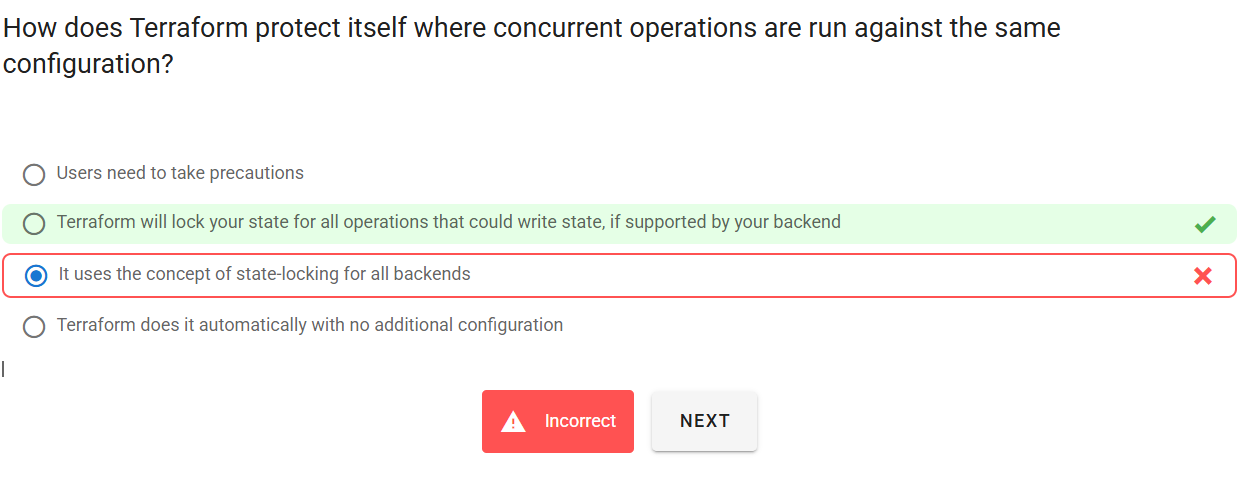 How does Terraform protect itself where concurrent operations are run against the same
configuration?
Users need to take precautions
Terraform will lock your state for all operations that could write state, if supported by your backend
It uses the concept of state-locking for all backends
Terraform does it automatically with no additional configuration
Incorrect
NEXT